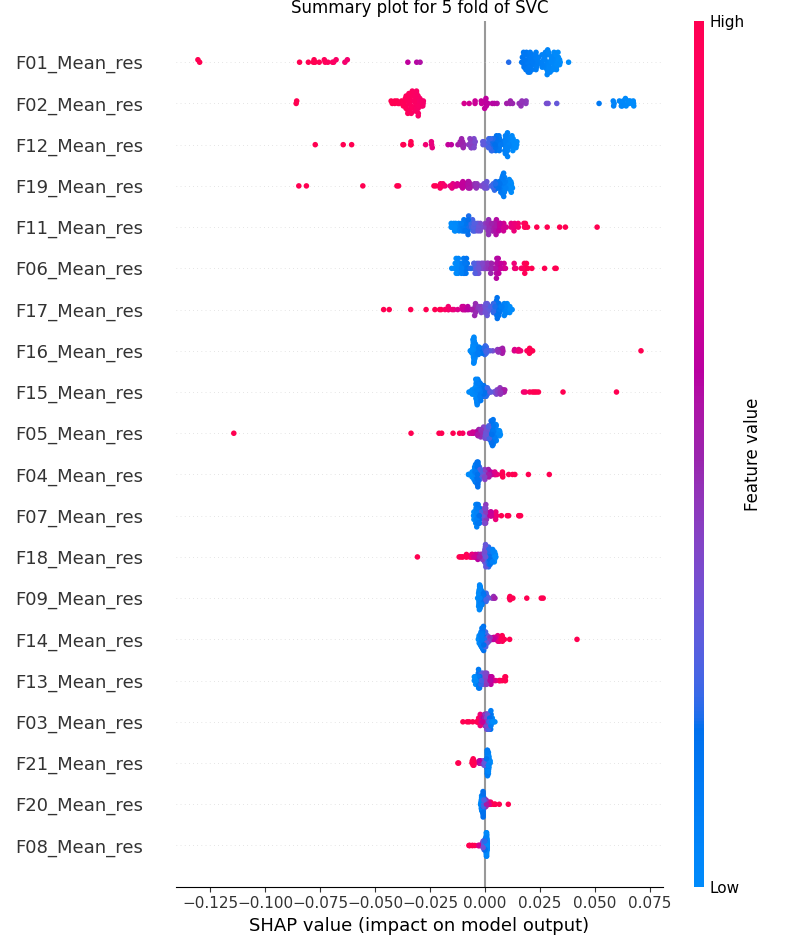 Summary plot for 5 fold of SVC
High
F01_Mean_res
F02_Mean_res
F12_Mean_res
F19_Mean_res
F11_Mean_res
F06_Mean_res
F17_Mean_res
F16_Mean_res
F15_Mean_res
F05_Mean_res
F04_Mean_res
F07_Mean_res
F18_Mean_res
F09_Mean_res
F14_Mean_res
F13_Mean_res
F03_Mean_res
F21_Mean_res
F20_Mean_res
F08_Mean_res
Feature value
Low
−0.125 −0.100 −0.075 −0.050 −0.025 0.000 0.025 0.050 0.075
SHAP value (impact on model output)